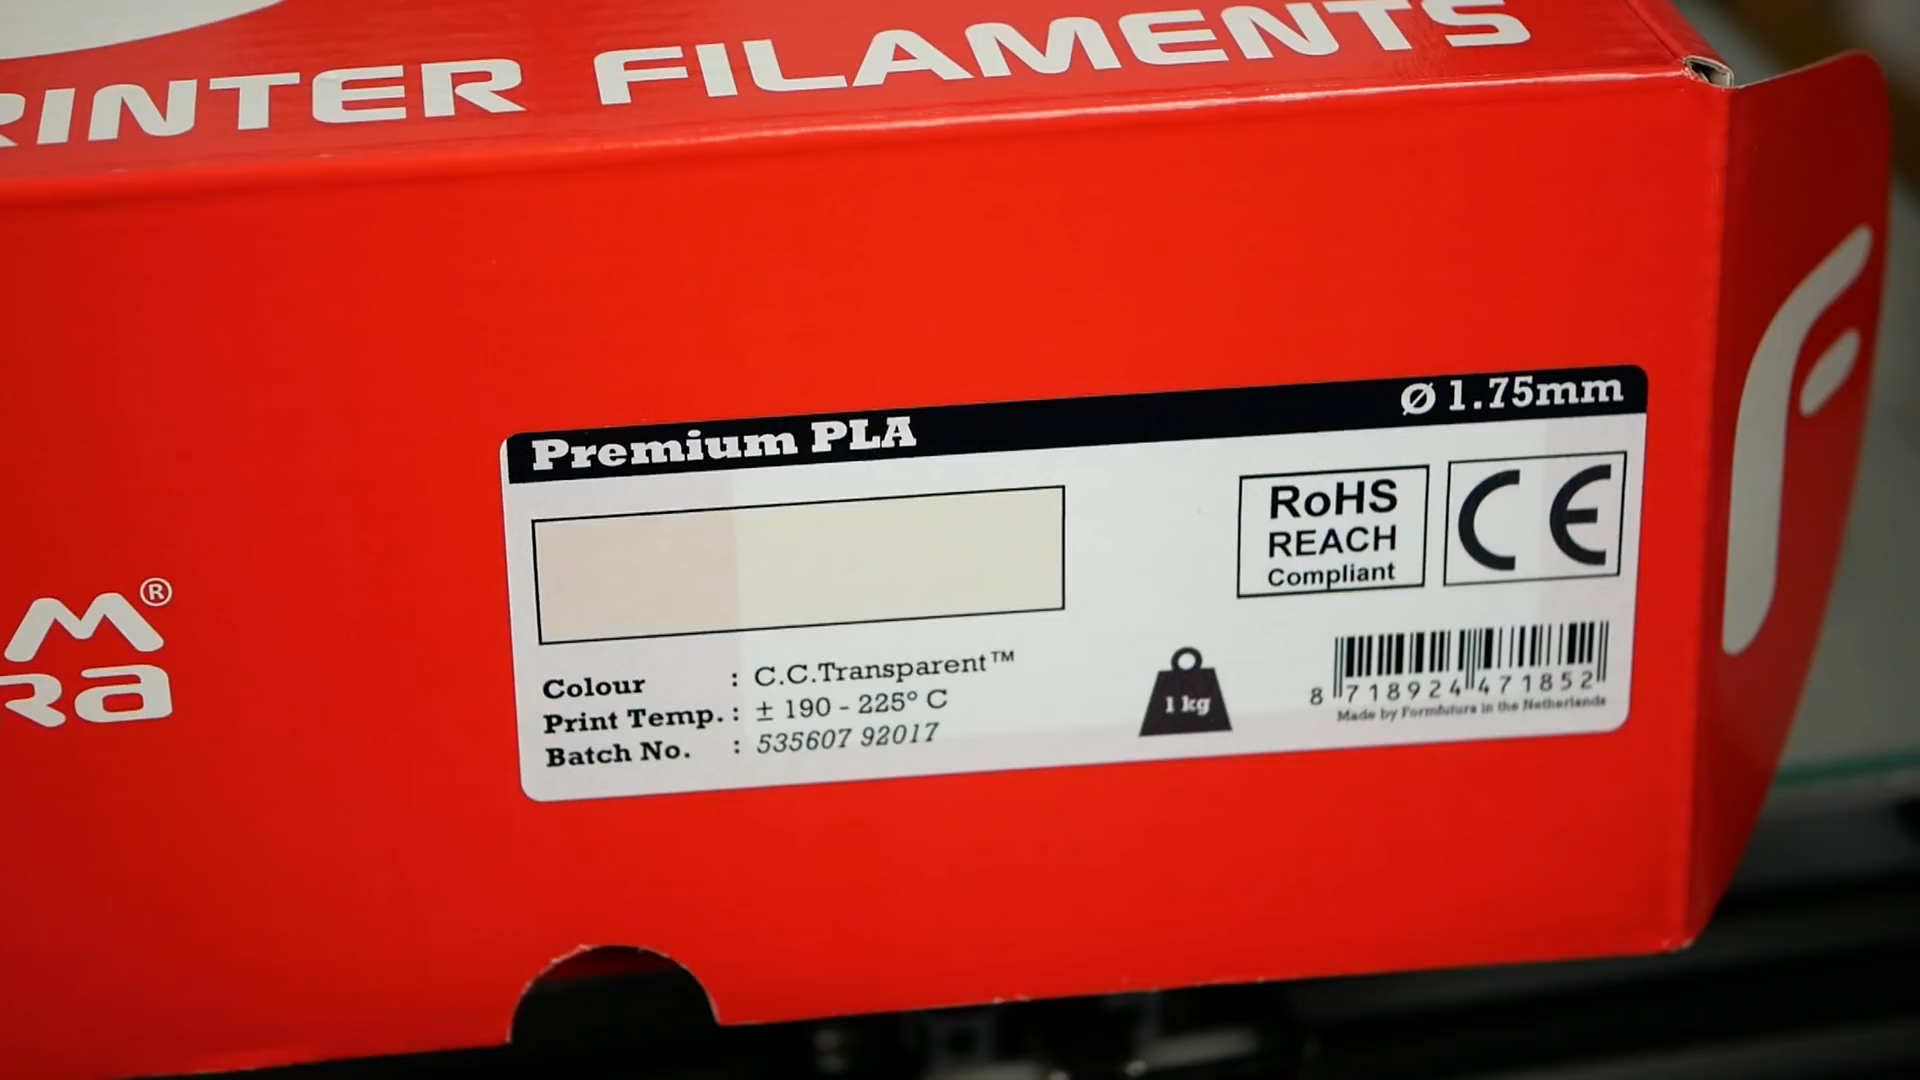 RINTER FILAMENTS
Premium PLA
Ø 1.75mm
RoHS
REACH
Compliant
CE
M®
Ra
Colour : C.C.Transparent™
Print Temp. : ± 190 - 225° C
Batch No. : 535607 92017
1 kg
8 718924 471852
Made by Formfutura in the Netherlands